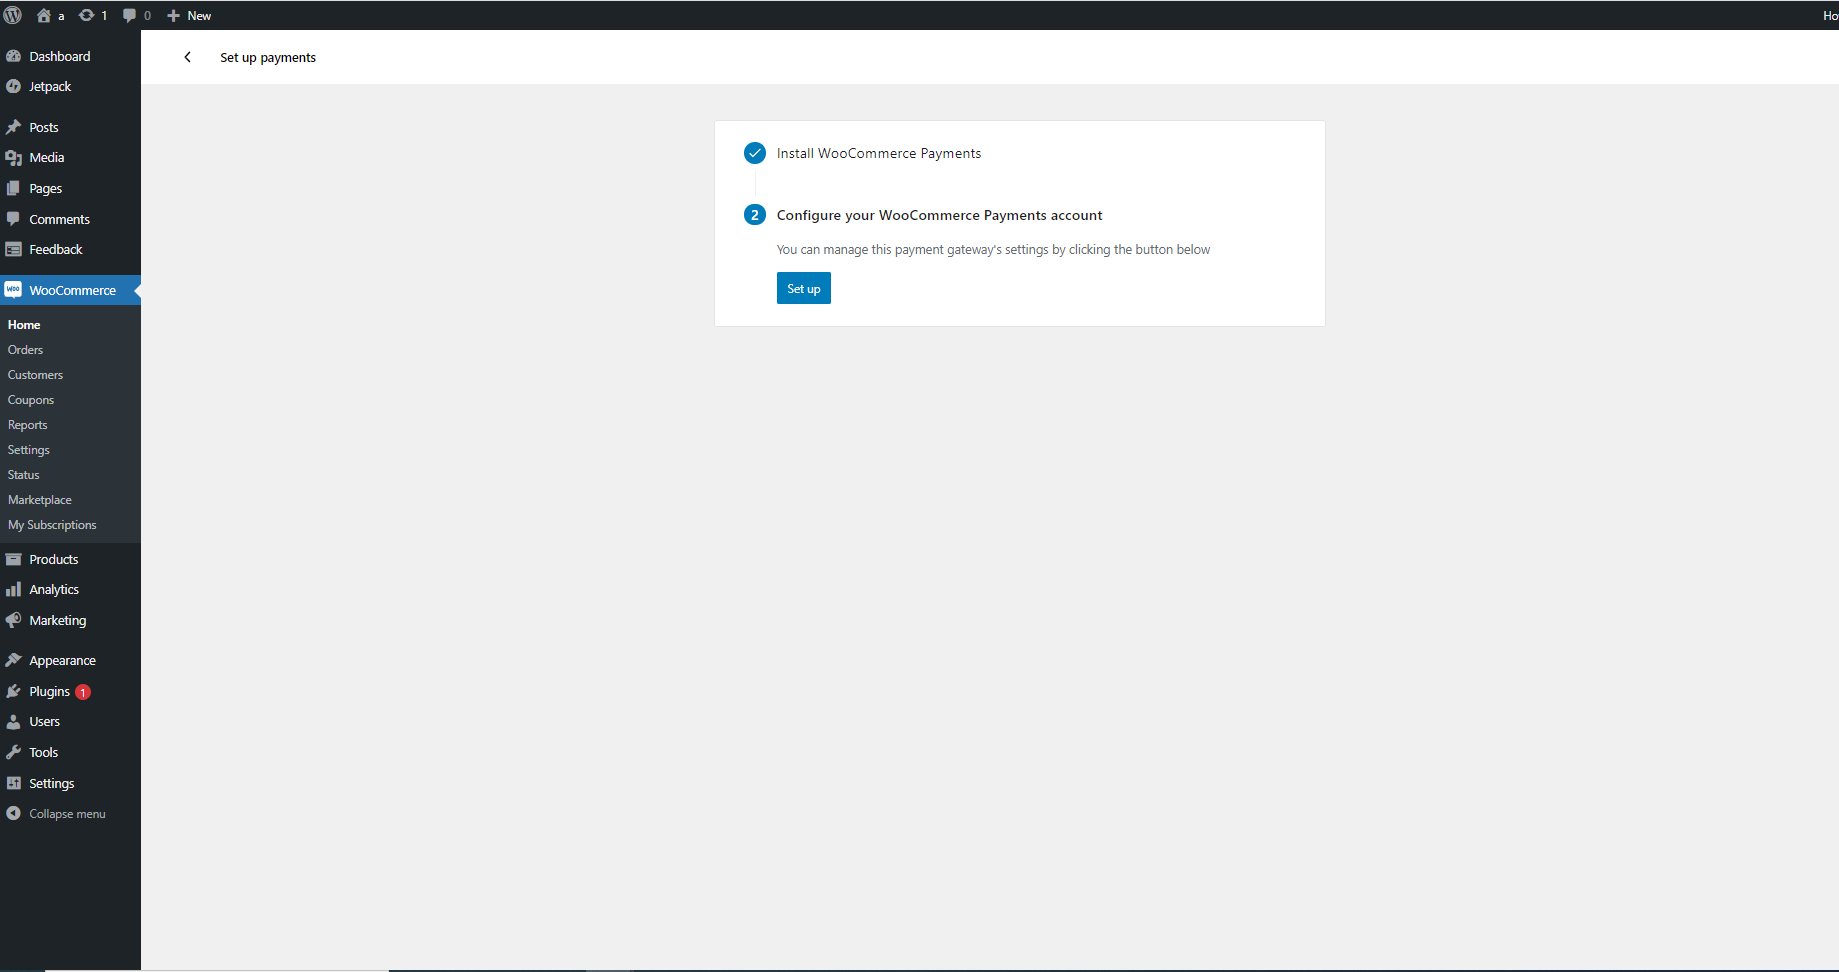 a 1 0 New
Ho
Dashboard
Jetpack
Posts
Media
Pages
Comments
Feedback
WooCommerce
Home
Orders
Customers
Coupons
Reports
Settings
Status
Marketplace
My Subscriptions
Products
Analytics
Marketing
Appearance
Plugins 1
Users
Tools
Settings
Collapse menu
Set up payments
Install WooCommerce Payments
2 Configure your WooCommerce Payments account
You can manage this payment gateway's settings by clicking the button below
Set up